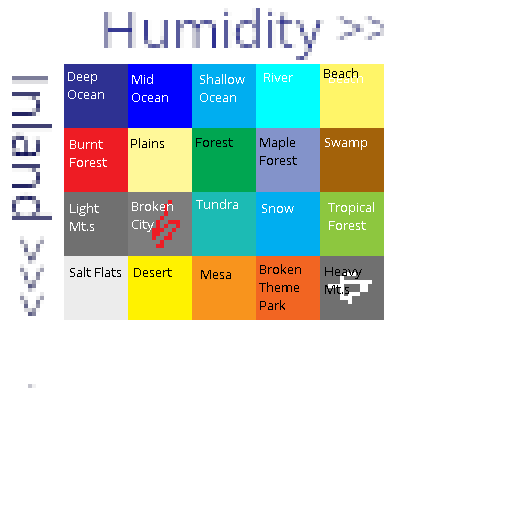 Humidity >>
Inland >>>
Deep
Ocean
Mid
Ocean
Shallow
Ocean
River
Beach
Burnt
Forest
Plains
Forest
Maple
Forest
Swamp
Light
Mt.s
Broken
City
Tundra
Snow
Tropical
Forest
Salt Flats
Desert
Mesa
Broken
Theme
Park
Heavy
Mt.s